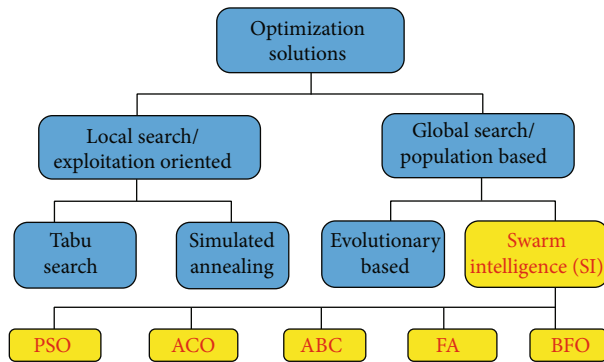 Optimization
solutions
Local search/
exploitation oriented
Global search/
population based
Tabu
search
Simulated
annealing
Evolutionary
based
Swarm
intelligence (SI)
PSO
ACO
ABC
FA
BFO